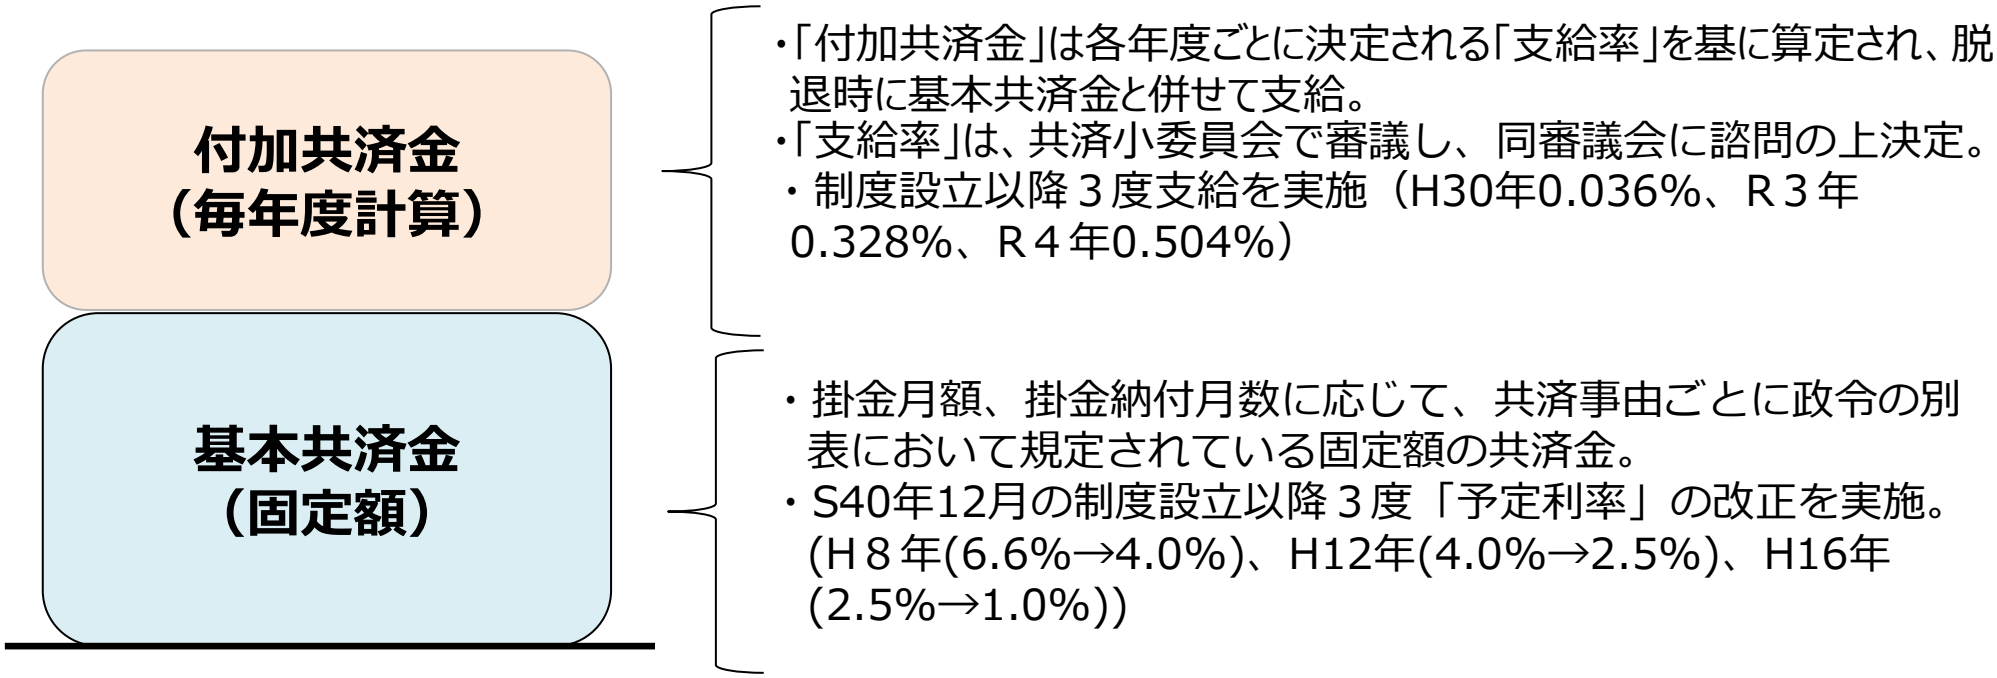 付加共済金
（毎年度計算）
・「付加共済金」は各年度ごとに決定される「支給率」を基に算定され、脱
退時に基本共済金と併せて支給。
・「支給率」は、共済小委員会で審議し、同審議会に諮問の上決定。
・制度設立以降３度支給を実施（H30年0.036%、R３年
0.328%、R４年0.504%）
基本共済金
（固定額）
・掛金月額、掛金納付月数に応じて、共済事由ごとに政令の別
表において規定されている固定額の共済金。
・S40年12月の制度設立以降３度「予定利率」の改正を実施。
(H８年(6.6%→4.0%)、H12年(4.0%→2.5%)、H16年
(2.5%→1.0%))